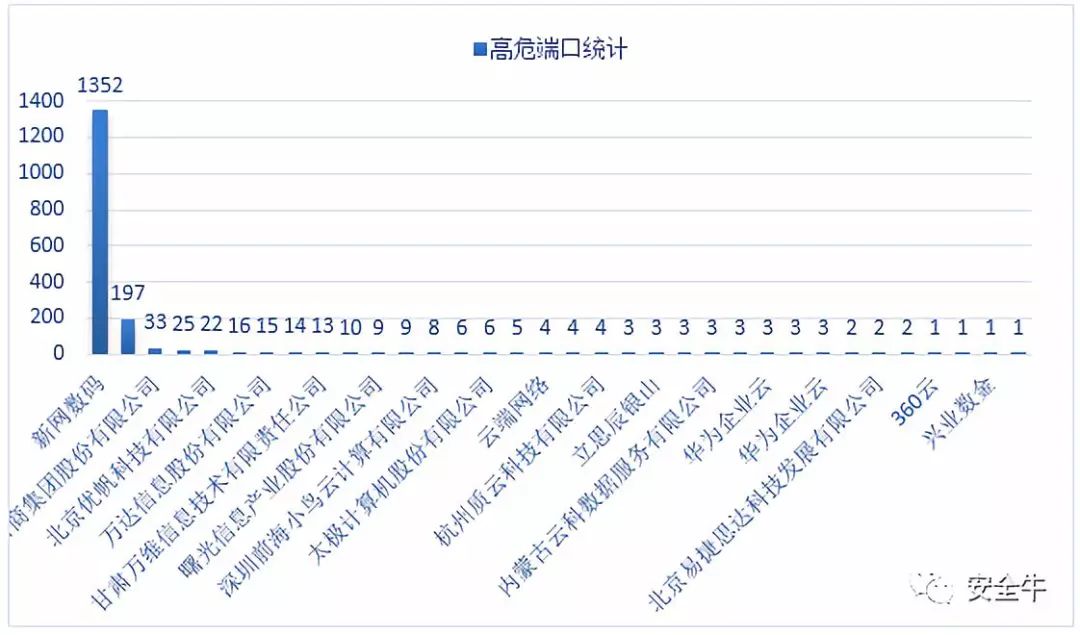 高危端口统计
1352
1400
1200
1000
800
600
400
200
0
197
33
25
22
16
15
14
13
10
9
9
8
6
6
5
4
4
4
3
3
3
3
3
3
3
2
2
2
1
1
1
1
新网数码
商集团股份有限公司
北京优帆科技有限公司
万达信息股份有限公司
甘肃万维信息技术有限责任公司
曙光信息产业股份有限公司
深圳前海小鸟云计算有限公司
太极计算机股份有限公司
云端网络
杭州质云科技有限公司
立思辰银山
内蒙古云科数据服务有限公司
华为企业云
华为企业云
北京易捷思达科技发展有限公司
360云
兴业数金
安全牛